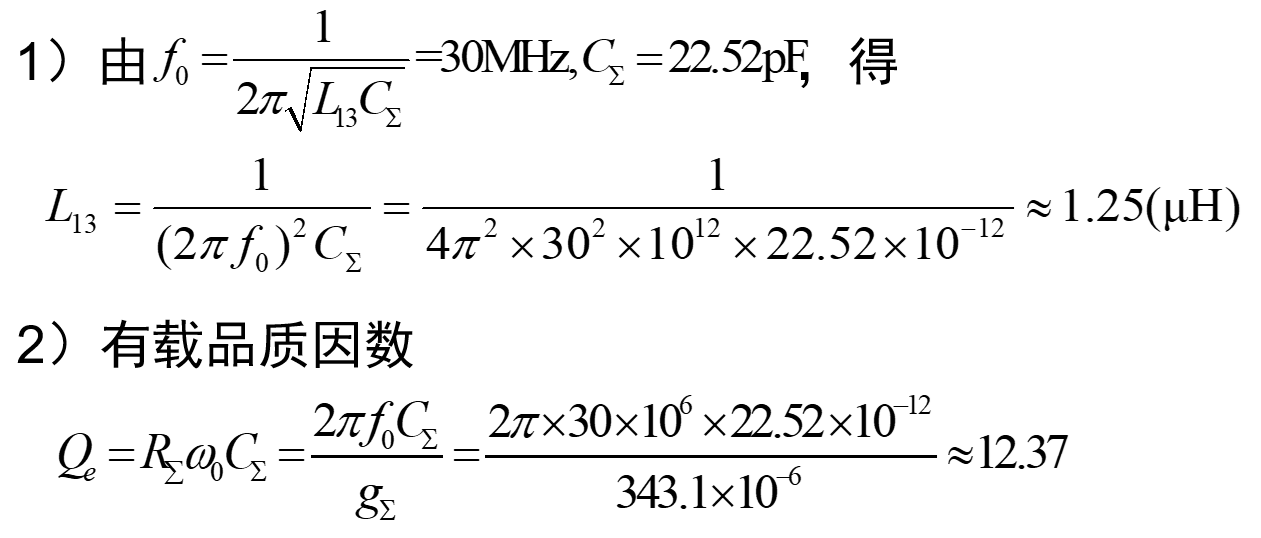 1）由 f₀ = 1/(2π√(L₁₃C_Σ)) =30MHz, C_Σ = 22.52pF, 得
L₁₃ = 1/((2πf₀)²C_Σ) = 1/(4π²×30²×10¹²×22.52×10⁻¹²) ≈ 1.25(μH)
2）有载品质因数
Qₑ = R_Σω₀C_Σ = 2πf₀C_Σ/g_Σ = (2π×30×10⁶×22.52×10⁻¹²)/(343.1×10⁻⁶) ≈12.37